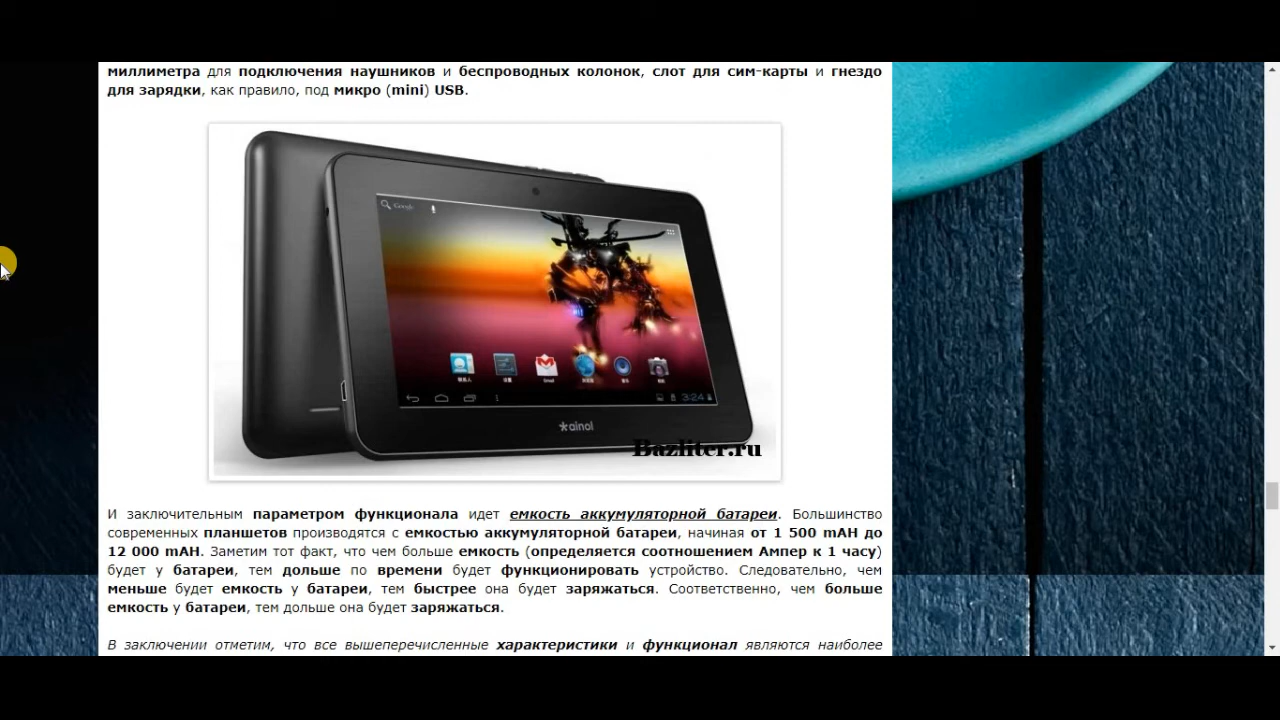 миллиметра для подключения наушников и беспроводных колонок, слот для сим-карты и гнездо
для зарядки, как правило, под микро (mini) USB.
Google
Gmail
3:24
ainol
Bazliter.ru
И заключительным параметром функционала идет емкость аккумуляторной батареи. Большинство
современных планшетов производятся с емкостью аккумуляторной батареи, начиная от 1 500 mAH до
12 000 mAH. Заметим тот факт, что чем больше емкость (определяется соотношением Ампер к 1 часу)
будет у батареи, тем дольше по времени будет функционировать устройство. Следовательно, чем
меньше будет емкость у батареи, тем быстрее она будет заряжаться. Соответственно, чем больше
емкость у батареи, тем дольше она будет заряжаться.
В заключении отметим, что все вышеперечисленные характеристики и функционал являются наиболее